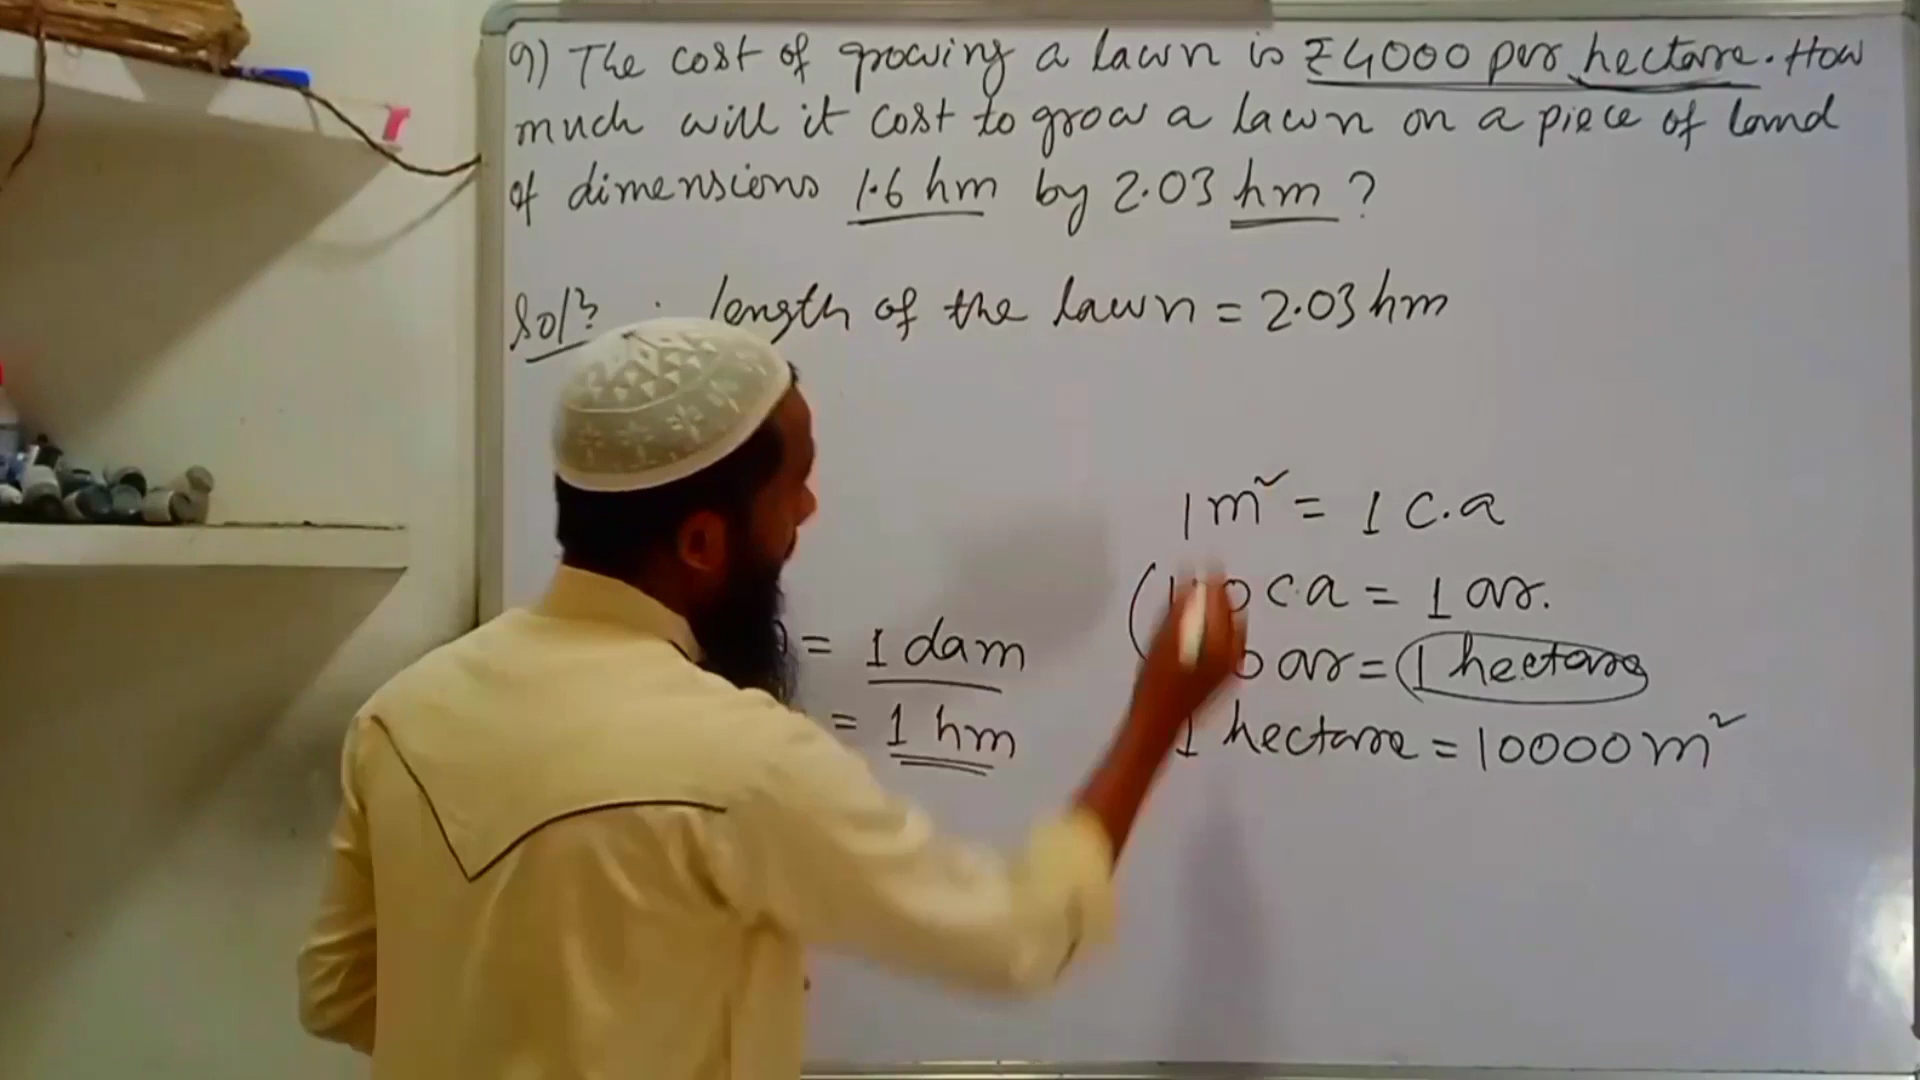 9) The cost of growing a lawn is ₹4000 per hectare. How
much will it cost to grow a lawn on a piece of land
of dimensions 1.6 hm by 2.03 hm ?
Sol? : length of the lawn = 2.03 hm
1 m² = 1 c.a
= 1 ar.
= 1 dam
ar = 1 hectare
= 1 hm
1 hectare = 10000 m²